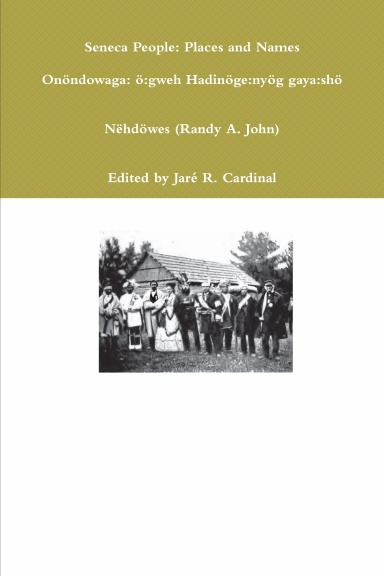 Seneca People: Places and Names
Onöndowaga: ö:gweh Hadinöge:nyög gaya:shö
Nëhdöwes (Randy A. John)
Edited by Jaré R. Cardinal